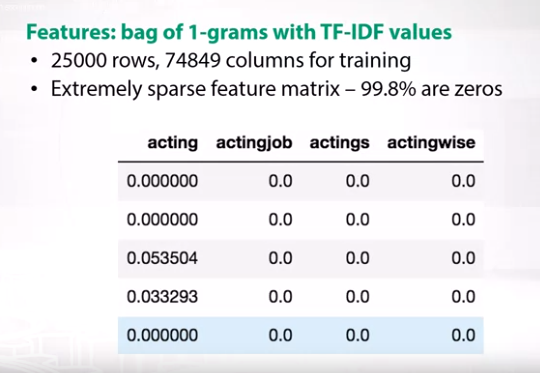 Features: bag of 1-grams with TF-IDF values
• 25000 rows, 74849 columns for training
• Extremely sparse feature matrix – 99.8% are zeros
acting actingjob actings actingwise
0.000000 0.0 0.0 0.0
0.000000 0.0 0.0 0.0
0.053504 0.0 0.0 0.0
0.033293 0.0 0.0 0.0
0.000000 0.0 0.0 0.0